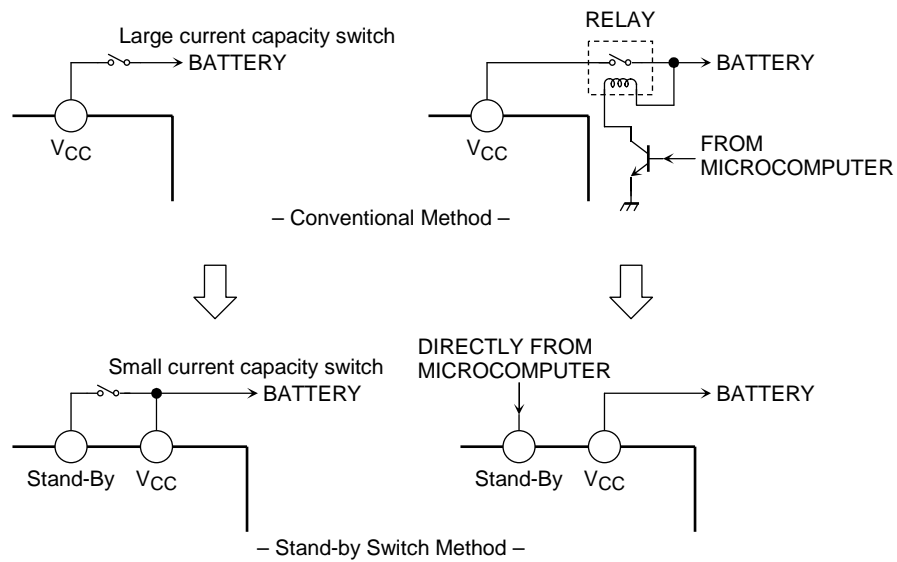 Large current capacity switch
BATTERY
VCC
RELAY
BATTERY
VCC
FROM
MICROCOMPUTER
– Conventional Method –
Small current capacity switch
BATTERY
Stand-By
VCC
DIRECTLY FROM
MICROCOMPUTER
BATTERY
Stand-By
VCC
– Stand-by Switch Method –